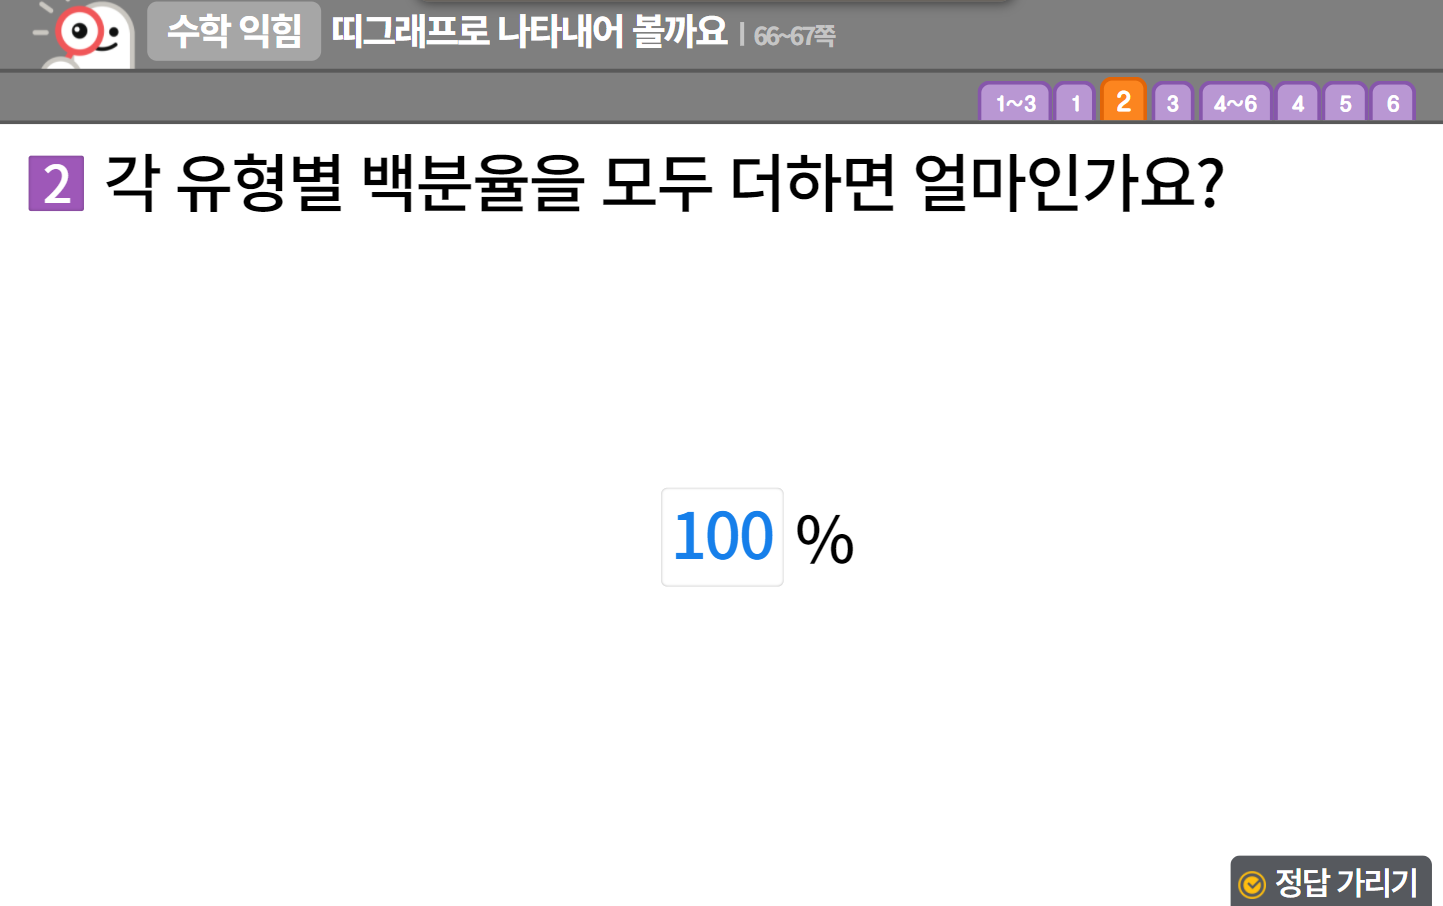 수학 익힘 띠그래프로 나타내어 볼까요 | 66~67쪽
1~3 1 2 3 4~6 4 5 6
2 각 유형별 백분율을 모두 더하면 얼마인가요?
100 %
정답 가리기